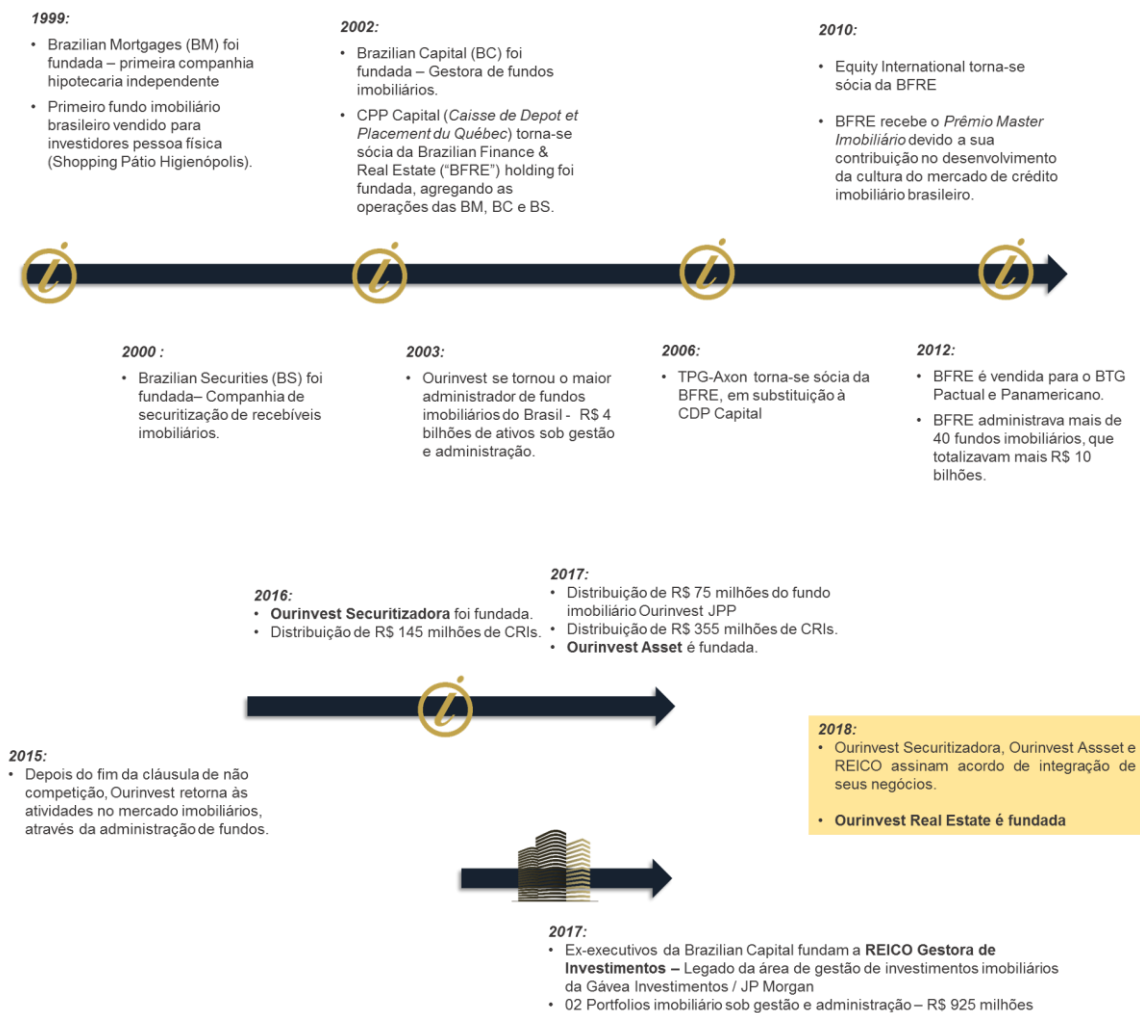 1999:
• Brazilian Mortgages (BM) foi
fundada – primeira companhia
hipotecaria independente
• Primeiro fundo imobiliário
brasileiro vendido para
investidores pessoa física
(Shopping Pátio Higienópolis).
2002:
• Brazilian Capital (BC) foi
fundada – Gestora de fundos
imobiliários.
• CPP Capital (Caisse de Depot et
Placement du Québec) torna-se
sócia da Brazilian Finance &
Real Estate (“BFRE”) holding foi
fundada, agregando as
operações das BM, BC e BS.
2010:
• Equity International torna-se
sócia da BFRE
• BFRE recebe o Prêmio Master
Imobiliário devido a sua
contribuição no desenvolvimento
da cultura do mercado de crédito
imobiliário brasileiro.
2000 :
• Brazilian Securities (BS) foi
fundada– Companhia de
securitização de recebíveis
imobiliários.
2003:
• Ourinvest se tornou o maior
administrador de fundos
imobiliários do Brasil - R$ 4
bilhões de ativos sob gestão
e administração.
2006:
• TPG-Axon torna-se sócia da
BFRE, em substituição à
CDP Capital
2012:
• BFRE é vendida para o BTG
Pactual e Panamericano.
• BFRE administrava mais de
40 fundos imobiliários, que
totalizavam mais R$ 10
bilhões.
2016:
• Ourinvest Securitizadora foi fundada.
• Distribuição de R$ 145 milhões de CRIs.
2017:
• Distribuição de R$ 75 milhões do fundo
imobiliário Ourinvest JPP
• Distribuição de R$ 355 milhões de CRIs.
• Ourinvest Asset é fundada.
2015:
• Depois do fim da cláusula de não
competição, Ourinvest retorna às
atividades no mercado imobiliários,
através da administração de fundos.
2018:
• Ourinvest Securitizadora, Ourinvest Assset e
REICO assinam acordo de integração de
seus negócios.
• Ourinvest Real Estate é fundada
2017:
• Ex-executivos da Brazilian Capital fundam a REICO Gestora de
Investimentos – Legado da área de gestão de investimentos imobiliários
da Gávea Investimentos / JP Morgan
• 02 Portfolios imobiliário sob gestão e administração – R$ 925 milhões